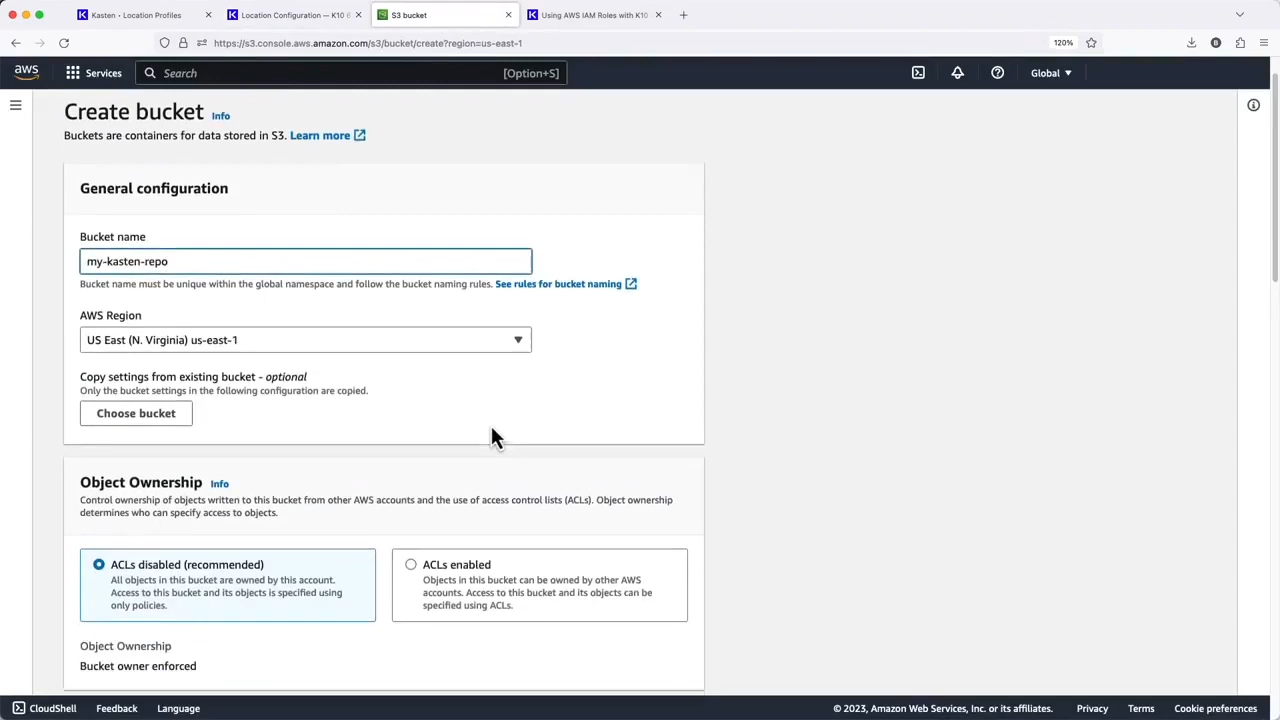 Kasten • Location Profiles
Location Configuration — K10 6
S3 bucket
Using AWS IAM Roles with K10
https://s3.console.aws.amazon.com/s3/bucket/create?region=us-east-1
120%
aws
Services
Search
[Option+S]
Global
Create bucket Info
Buckets are containers for data stored in S3. Learn more
General configuration
Bucket name
my-kasten-repo
Bucket name must be unique within the global namespace and follow the bucket naming rules. See rules for bucket naming
AWS Region
US East (N. Virginia) us-east-1
Copy settings from existing bucket - optional
Only the bucket settings in the following configuration are copied.
Choose bucket
Object Ownership Info
Control ownership of objects written to this bucket from other AWS accounts and the use of access control lists (ACLs). Object ownership
determines who can specify access to objects.
ACLs disabled (recommended)
All objects in this bucket are owned by this account.
Access to this bucket and its objects is specified using
only policies.
ACLs enabled
Objects in this bucket can be owned by other AWS
accounts. Access to this bucket and its objects can be
specified using ACLs.
Object Ownership
Bucket owner enforced
CloudShell
Feedback
Language
© 2023, Amazon Web Services, Inc. or its affiliates.
Privacy
Terms
Cookie preferences